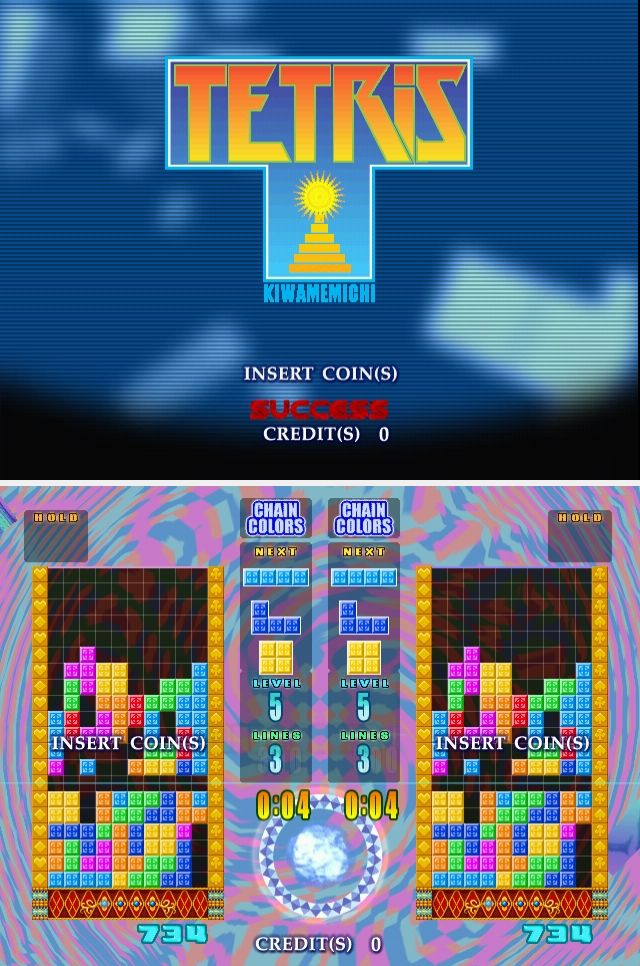 TETRiS
KIWAMEMICHI
INSERT COIN(S)
SUCCESS
CREDIT(S) 0
HOLD
CHAIN COLORS
CHAIN COLORS
HOLD
NEXT
NEXT
LEVEL
LEVEL
5
5
LINES
LINES
3
3
INSERT COIN(S)
INSERT COIN(S)
0:04
0:04
734
734
CREDIT(S) 0